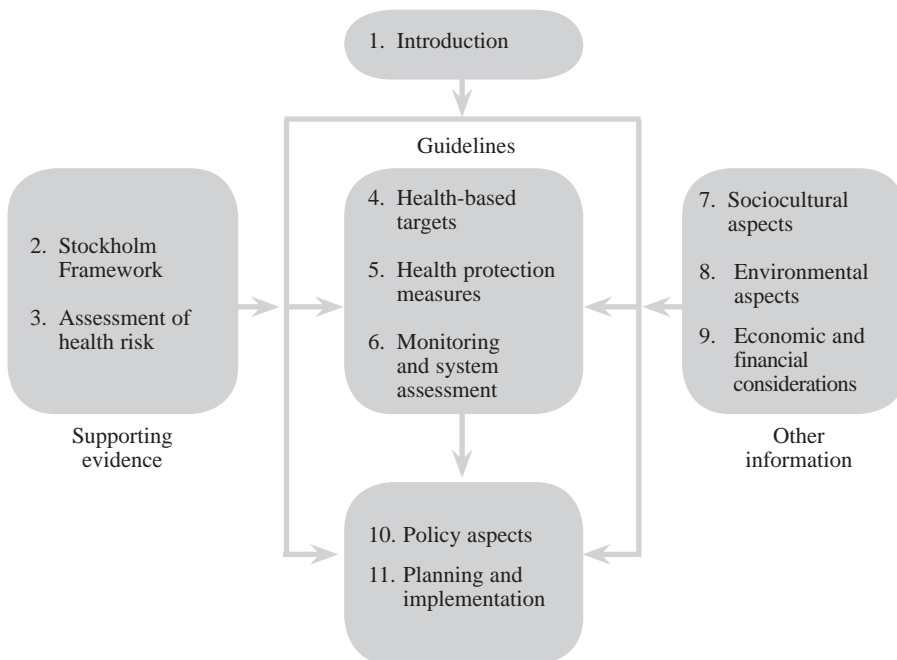 1. Introduction
Guidelines
4. Health-based
targets
5. Health protection
measures
6. Monitoring
and system
assessment
2. Stockholm
Framework
3. Assessment of
health risk
Supporting
evidence
7. Sociocultural
aspects
8. Environmental
aspects
9. Economic and
financial
considerations
Other
information
10. Policy aspects
11. Planning and
implementation